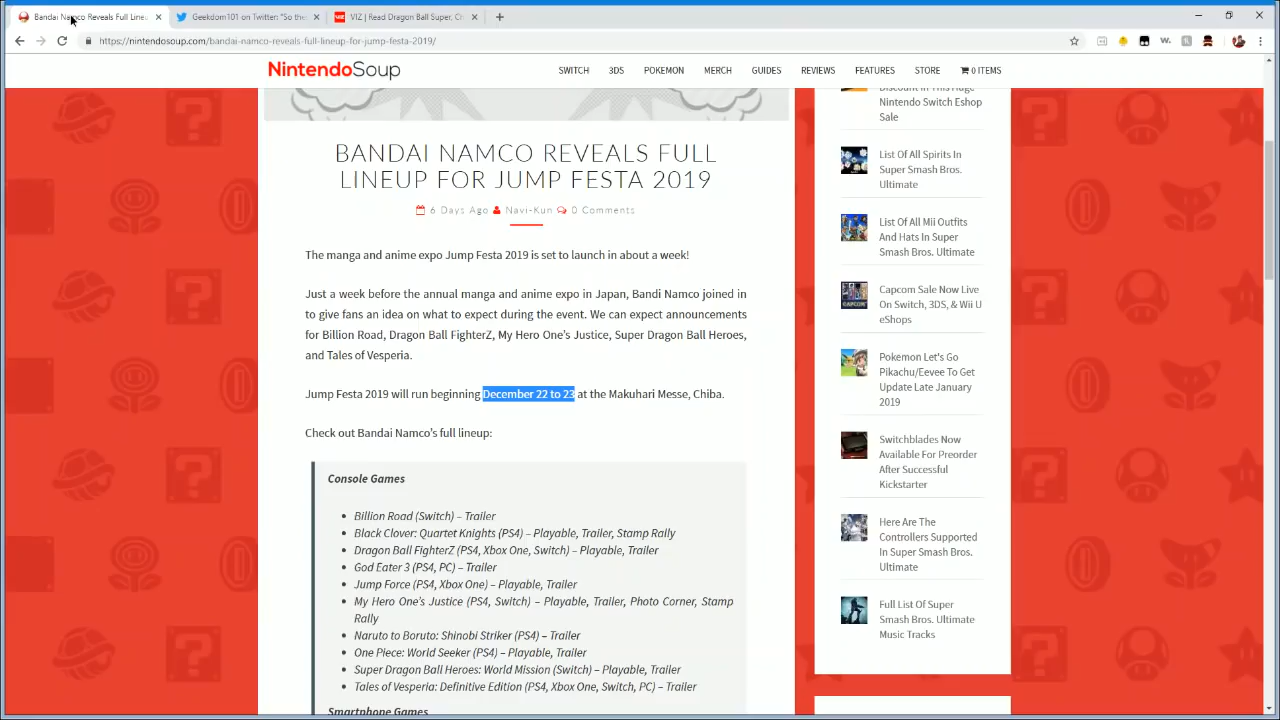 Bandai Namco Reveals Full Line
Geekdom101 on Twitter: "So the
VIZ | Read Dragon Ball Super, Ch
https://nintendosoup.com/bandai-namco-reveals-full-lineup-for-jump-festa-2019/
NintendoSoup
SWITCH 3DS POKEMON MERCH GUIDES REVIEWS FEATURES STORE 0 ITEMS
BANDAI NAMCO REVEALS FULL
LINEUP FOR JUMP FESTA 2019
6 Days Ago Navi-Kun 0 Comments
The manga and anime expo Jump Festa 2019 is set to launch in about a week!
Just a week before the annual manga and anime expo in Japan, Bandi Namco joined in
to give fans an idea on what to expect during the event. We can expect announcements
for Billion Road, Dragon Ball FighterZ, My Hero One's Justice, Super Dragon Ball Heroes,
and Tales of Vesperia.
Jump Festa 2019 will run beginning December 22 to 23 at the Makuhari Messe, Chiba.
Check out Bandai Namco's full lineup:
Console Games
• Billion Road (Switch) – Trailer
• Black Clover: Quartet Knights (PS4) – Playable, Trailer, Stamp Rally
• Dragon Ball FighterZ (PS4, Xbox One, Switch) – Playable, Trailer
• God Eater 3 (PS4, PC) – Trailer
• Jump Force (PS4, Xbox One) – Playable, Trailer
• My Hero One's Justice (PS4, Switch) – Playable, Trailer, Photo Corner, Stamp
Rally
• Naruto to Boruto: Shinobi Striker (PS4) – Trailer
• One Piece: World Seeker (PS4) – Playable, Trailer
• Super Dragon Ball Heroes: World Mission (Switch) – Playable, Trailer
• Tales of Vesperia: Definitive Edition (PS4, Xbox One, Switch, PC) – Trailer
Smartphone Games
Discount In This Huge
Nintendo Switch Eshop
Sale
List Of All Spirits In
Super Smash Bros.
Ultimate
List Of All Mii Outfits
And Hats In Super
Smash Bros. Ultimate
Capcom Sale Now Live
On Switch, 3DS, & Wii U
eShops
Pokemon Let's Go
Pikachu/Eevee To Get
Update Late January
2019
Switchblades Now
Available For Preorder
After Successful
Kickstarter
Here Are The
Controllers Supported
In Super Smash Bros.
Ultimate
Full List Of Super
Smash Bros. Ultimate
Music Tracks